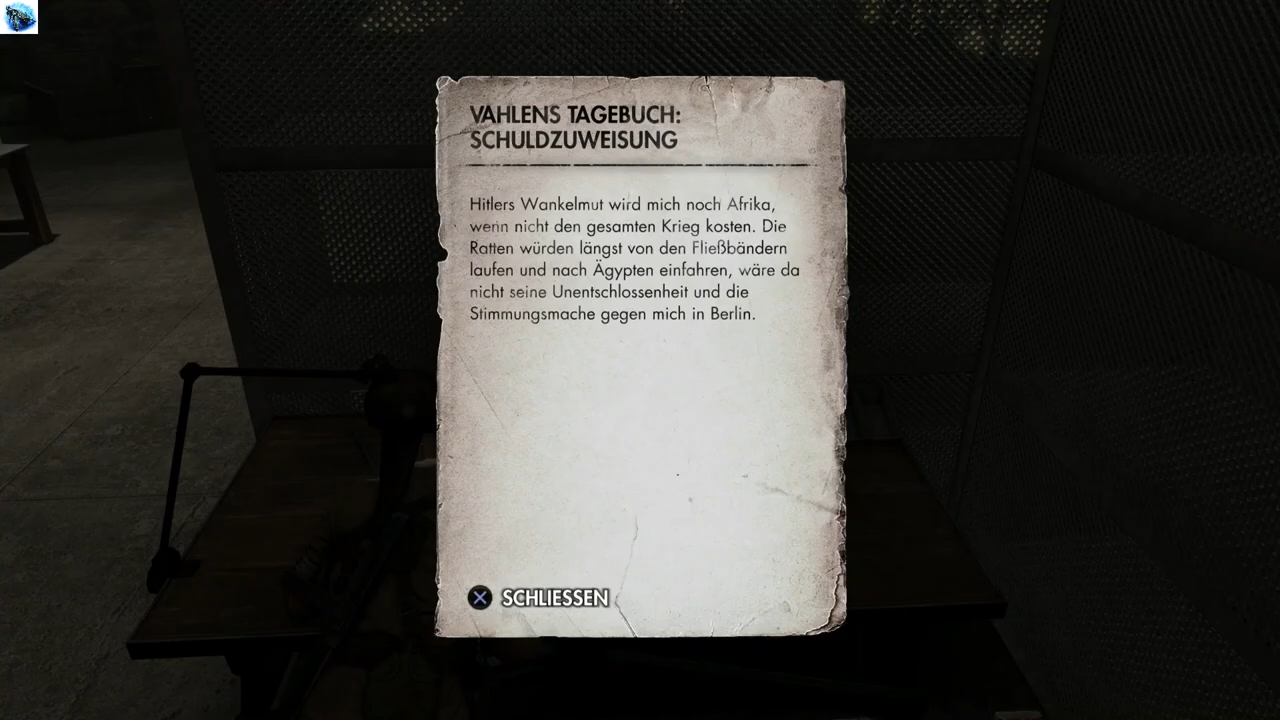 VAHLENS TAGEBUCH:
SCHULDZUWEISUNG
Hitlers Wankelmut wird mich noch Afrika,
wenn nicht den gesamten Krieg kosten. Die
Ratten würden längst von den Fließbändern
laufen und nach Ägypten einfahren, wäre da
nicht seine Unentschlossenheit und die
Stimmungsmache gegen mich in Berlin.
SCHLIESSEN